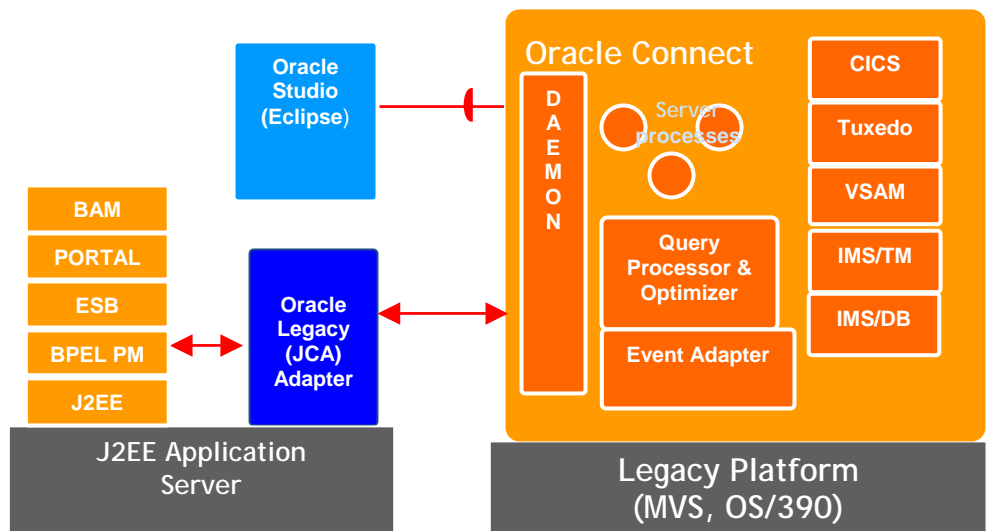 Oracle
Studio
(Eclipse)
BAM
PORTAL
ESB
BPEL PM
J2EE
Oracle
Legacy
(JCA)
Adapter
J2EE Application
Server
Oracle Connect
D
A
E
M
O
N
Server
processes
Query
Processor &
Optimizer
Event Adapter
CICS
Tuxedo
VSAM
IMS/TM
IMS/DB
Legacy Platform
(MVS, OS/390)